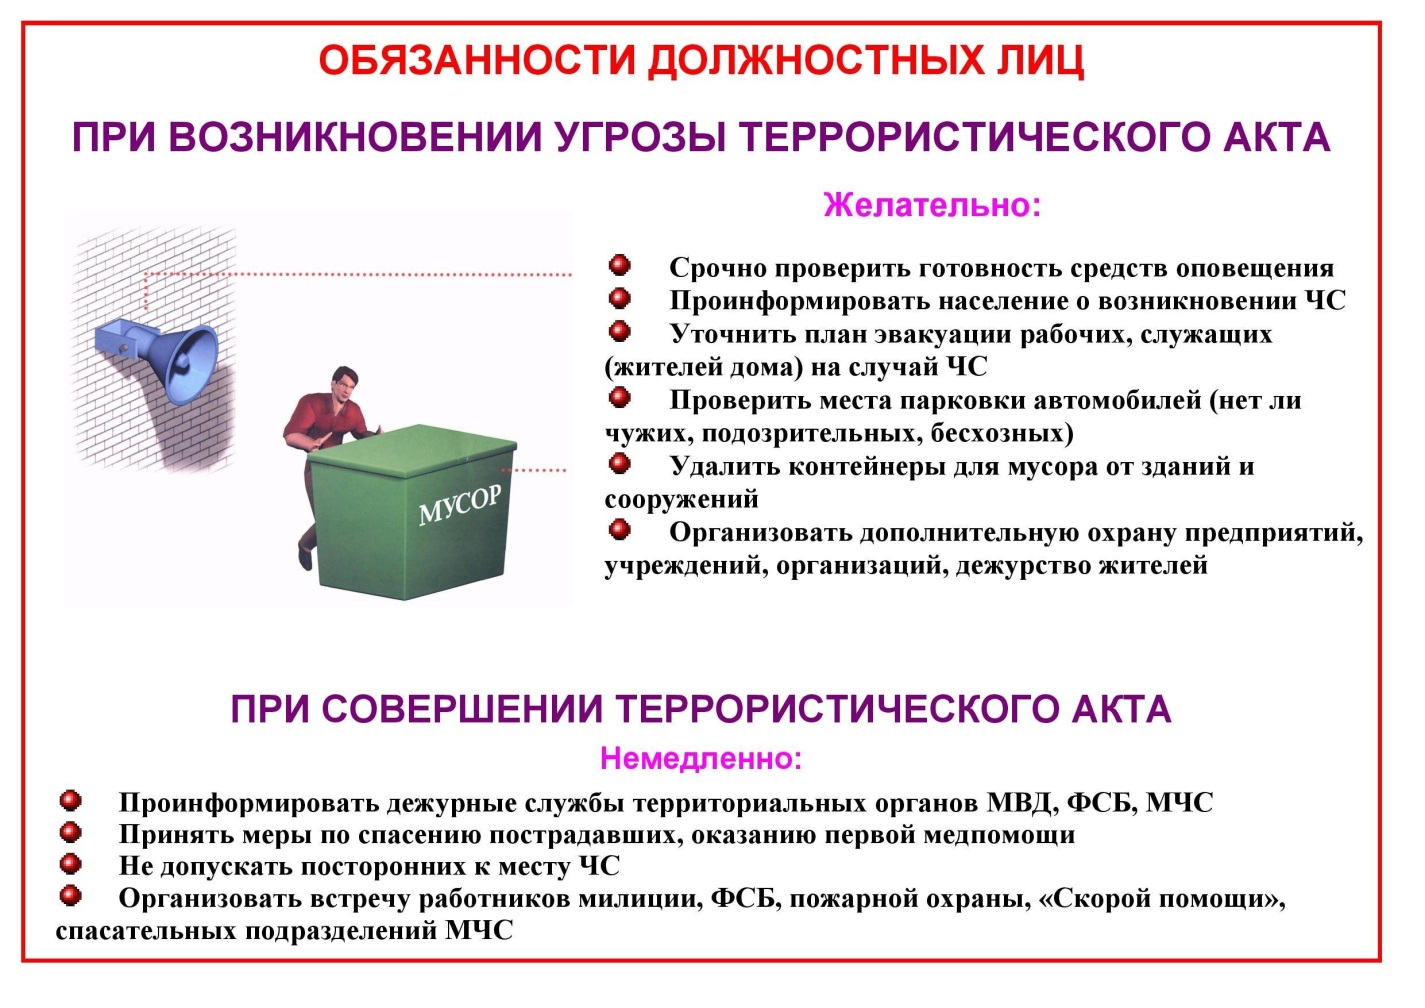 ОБЯЗАННОСТИ ДОЛЖНОСТНЫХ ЛИЦ
ПРИ ВОЗНИКНОВЕНИИ УГРОЗЫ ТЕРРОРИСТИЧЕСКОГО АКТА
Желательно:
Срочно проверить готовность средств оповещения
Проинформировать население о возникновении ЧС
Уточнить план эвакуации рабочих, служащих
(жителей дома) на случай ЧС
Проверить места парковки автомобилей (нет ли
чужих, подозрительных, бесхозных)
Удалить контейнеры для мусора от зданий и
сооружений
Организовать дополнительную охрану предприятий,
учреждений, организаций, дежурство жителей
МУСОР
ПРИ СОВЕРШЕНИИ ТЕРРОРИСТИЧЕСКОГО АКТА
Немедленно:
Проинформировать дежурные службы территориальных органов МВД, ФСБ, МЧС
Принять меры по спасению пострадавших, оказанию первой медпомощи
Не допускать посторонних к месту ЧС
Организовать встречу работников милиции, ФСБ, пожарной охраны, «Скорой помощи»,
спасательных подразделений МЧС